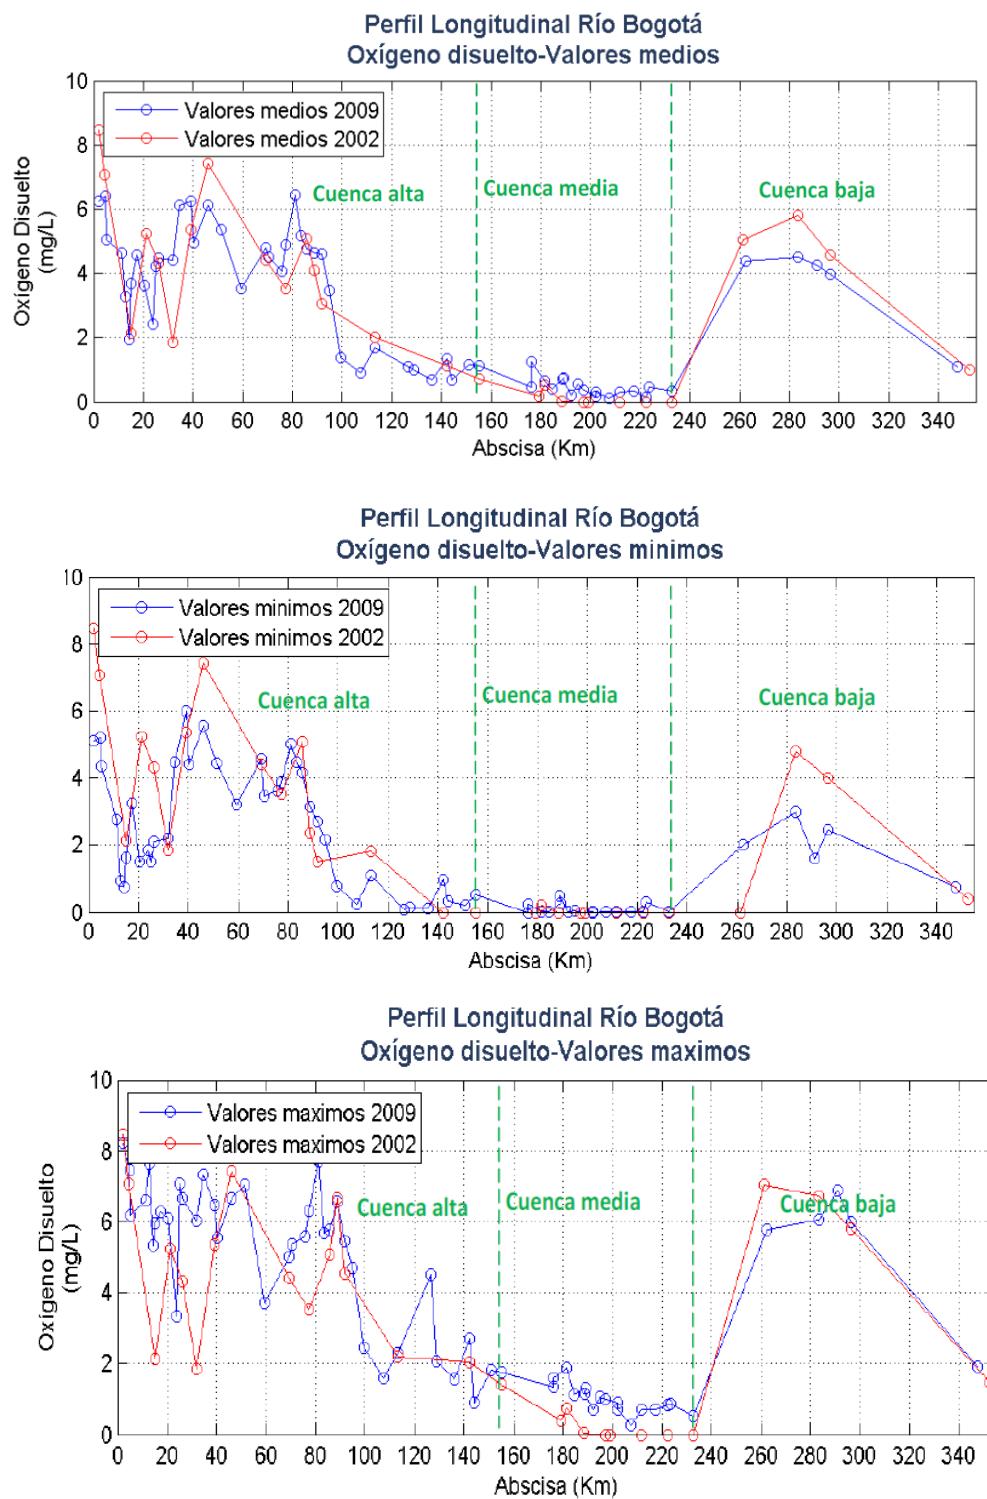 Perfil Longitudinal Río Bogotá
Oxígeno disuelto-Valores medios
10
8
6
4
2
0
Oxígeno Disuelto
(mg/L)
Valores medios 2009
Valores medios 2002
Cuenca alta
Cuenca media
Cuenca baja
0 20 40 60 80 100 120 140 160 180 200 220 240 260 280 300 320 340
Abscisa (Km)
Perfil Longitudinal Río Bogotá
Oxígeno disuelto-Valores minimos
10
8
6
4
2
0
Valores minimos 2009
Valores minimos 2002
Cuenca alta
Cuenca media
Cuenca baja
0 20 40 60 80 100 120 140 160 180 200 220 240 260 280 300 320 340
Abscisa (Km)
Perfil Longitudinal Río Bogotá
Oxígeno disuelto-Valores maximos
10
8
6
4
2
0
Oxígeno Disuelto
(mg/L)
Valores maximos 2009
Valores maximos 2002
Cuenca alta
Cuenca media
Cuenca baja
0 20 40 60 80 100 120 140 160 180 200 220 240 260 280 300 320 340
Abscisa (Km)